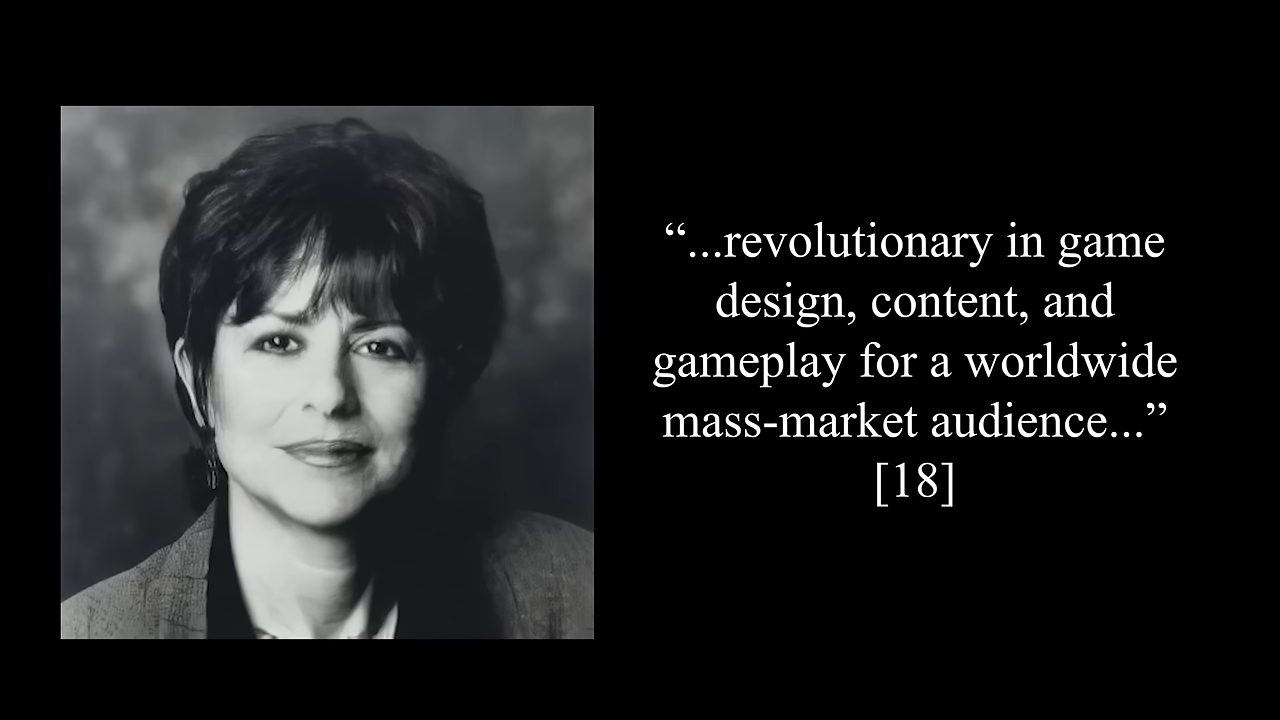 “...revolutionary in game
design, content, and
gameplay for a worldwide
mass-market audience...”
[18]